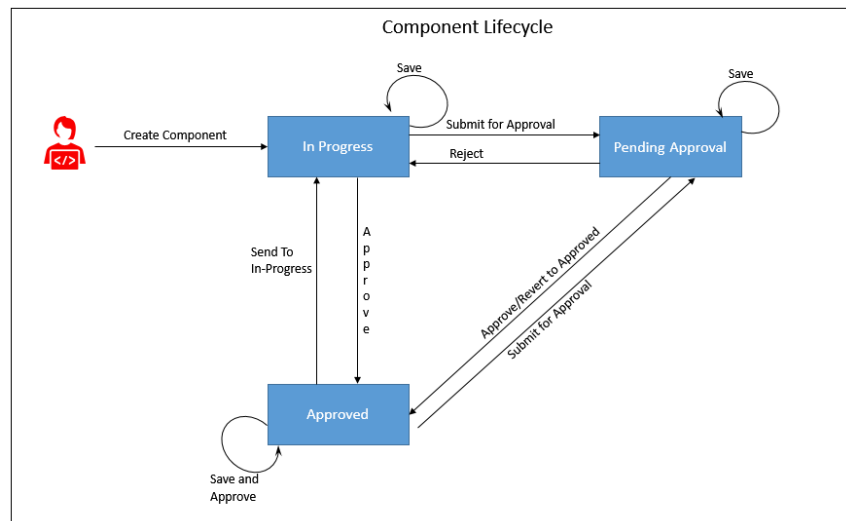 Component Lifecycle
Save
Save
Create Component
In Progress
Submit for Approval
Reject
Pending Approval
Send To
In-Progress
Approve
Approve/Revert to Approved
Submit for Approval
Approved
Save and
Approve
</>